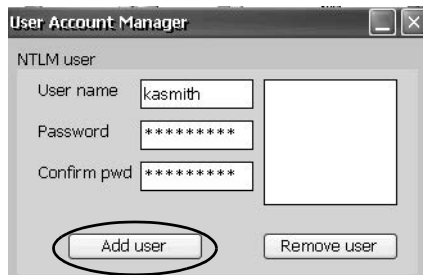 User Account Manager
NTLM user
User name kasmith
Password *********
Confirm pwd *********
Add user Remove user